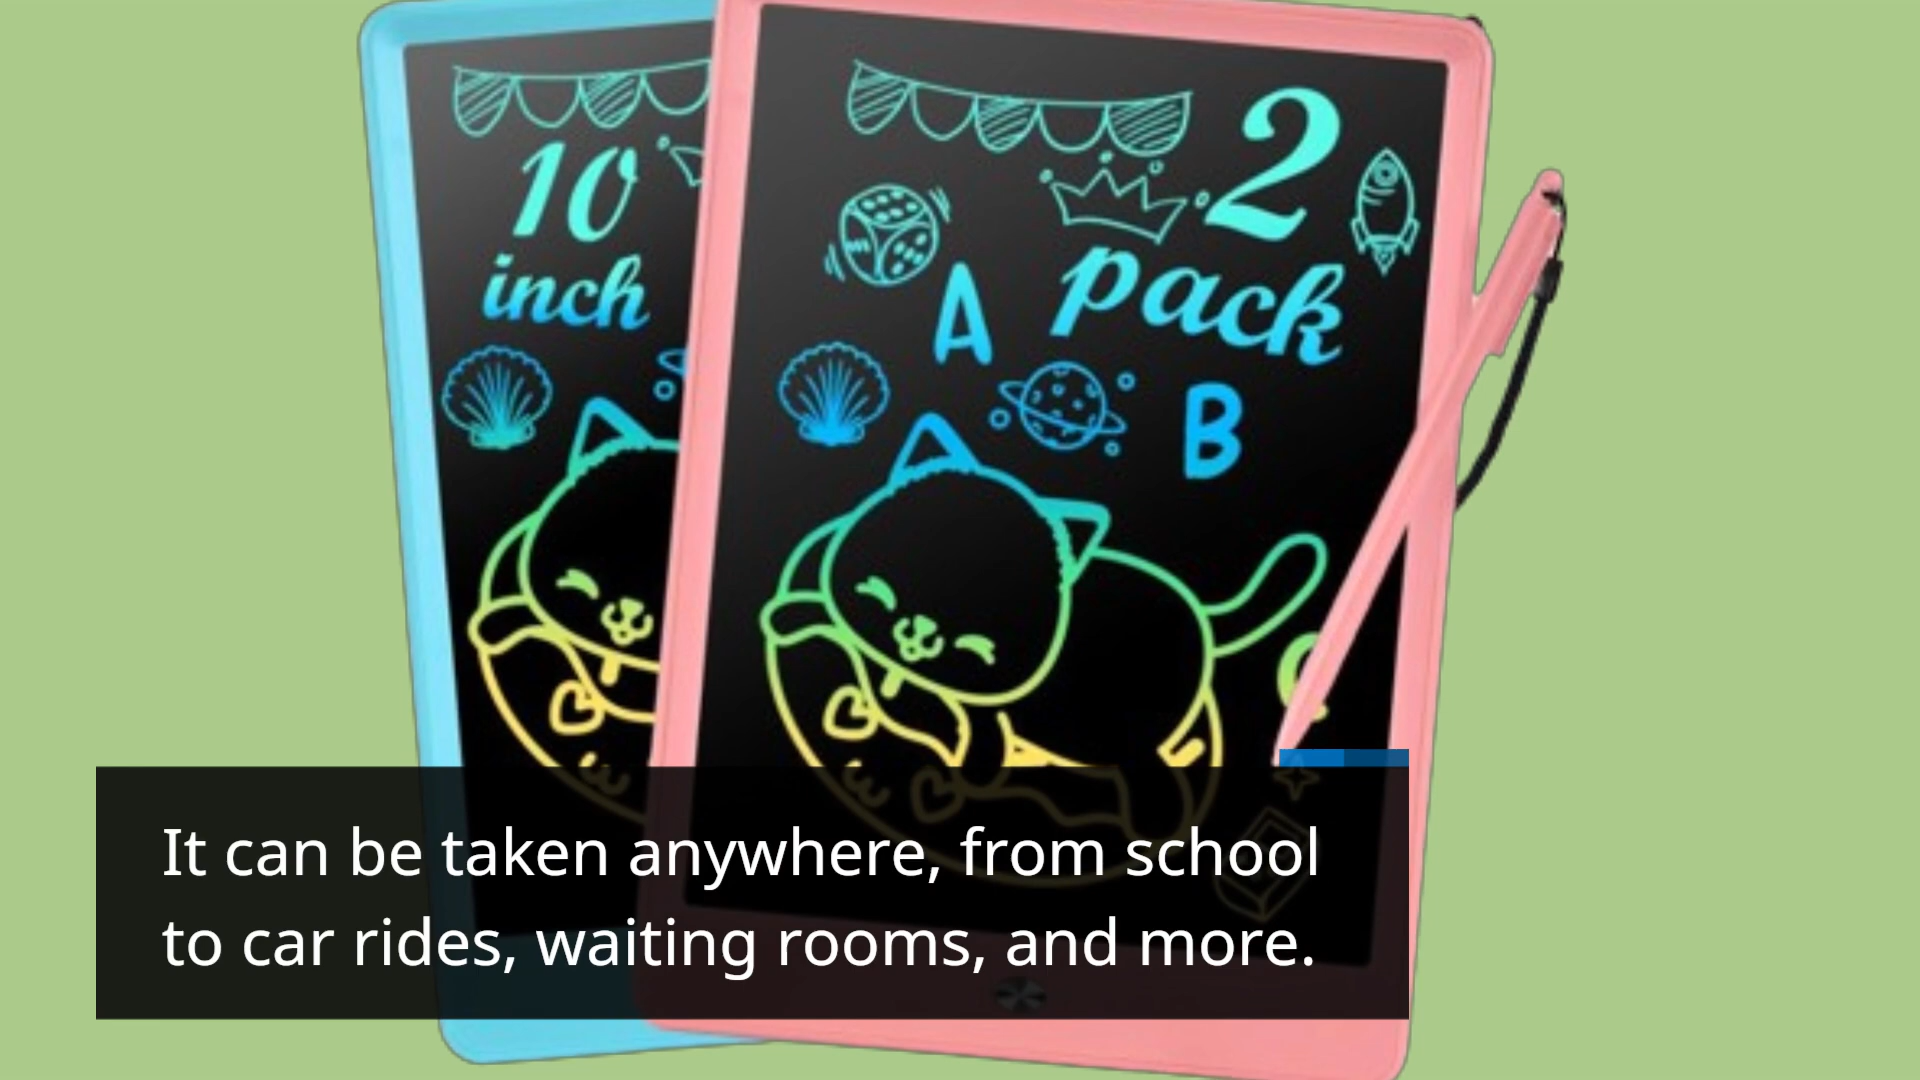 10
inch
2
pack
A
B
C
It can be taken anywhere, from school
to car rides, waiting rooms, and more.